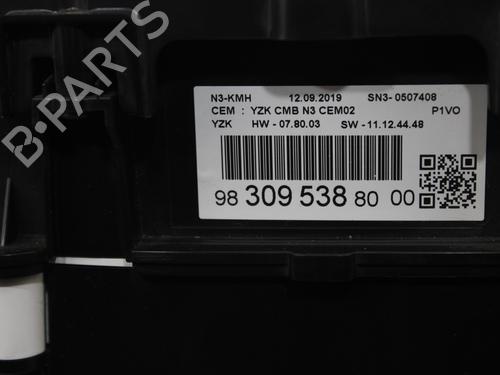 B-PARTS
N3-KMH 12.09.2019 SN3- 0507408
CEM : YZK CMB N3 CEM02 P1VO
YZK HW - 07.80.03 SW - 11.12.44.48
98 309 538 80 00